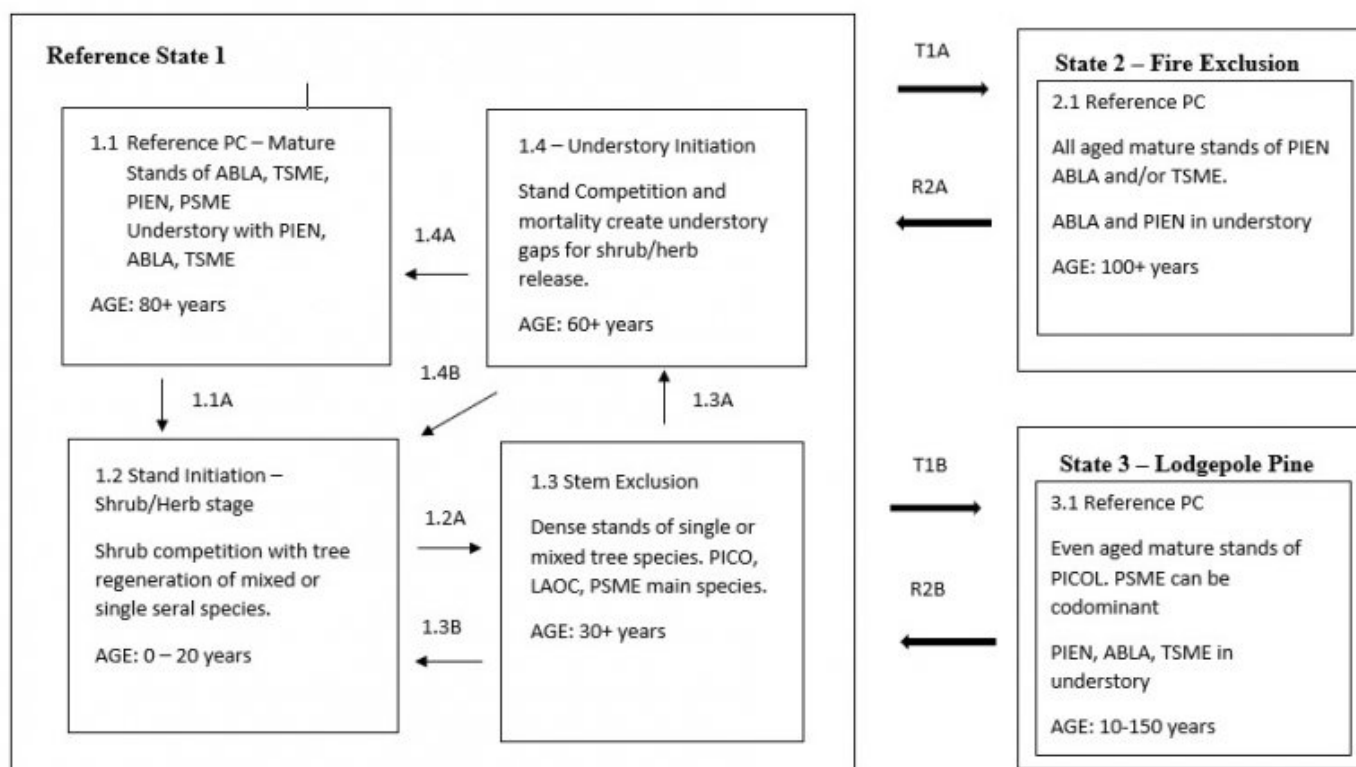 Reference State 1
1.1 Reference PC – Mature
Stands of ABLA, TSME,
PIEN, PSME
Understory with PIEN,
ABLA, TSME
AGE: 80+ years
1.4A
1.4 – Understory Initiation
Stand Competition and
mortality create understory
gaps for shrub/herb
release.
AGE: 60+ years
1.1A
1.4B
1.3A
1.2 Stand Initiation –
Shrub/Herb stage
Shrub competition with tree
regeneration of mixed or
single seral species.
AGE: 0 – 20 years
1.2A
1.3B
1.3 Stem Exclusion
Dense stands of single or
mixed tree species. PICO,
LAOC, PSME main species.
AGE: 30+ years
T1A
R2A
State 2 – Fire Exclusion
2.1 Reference PC
All aged mature stands of PIEN
ABLA and/or TSME.
ABLA and PIEN in understory
AGE: 100+ years
T1B
R2B
State 3 – Lodgepole Pine
3.1 Reference PC
Even aged mature stands of
PICOL. PSME can be
codominant
PIEN, ABLA, TSME in
understory
AGE: 10-150 years